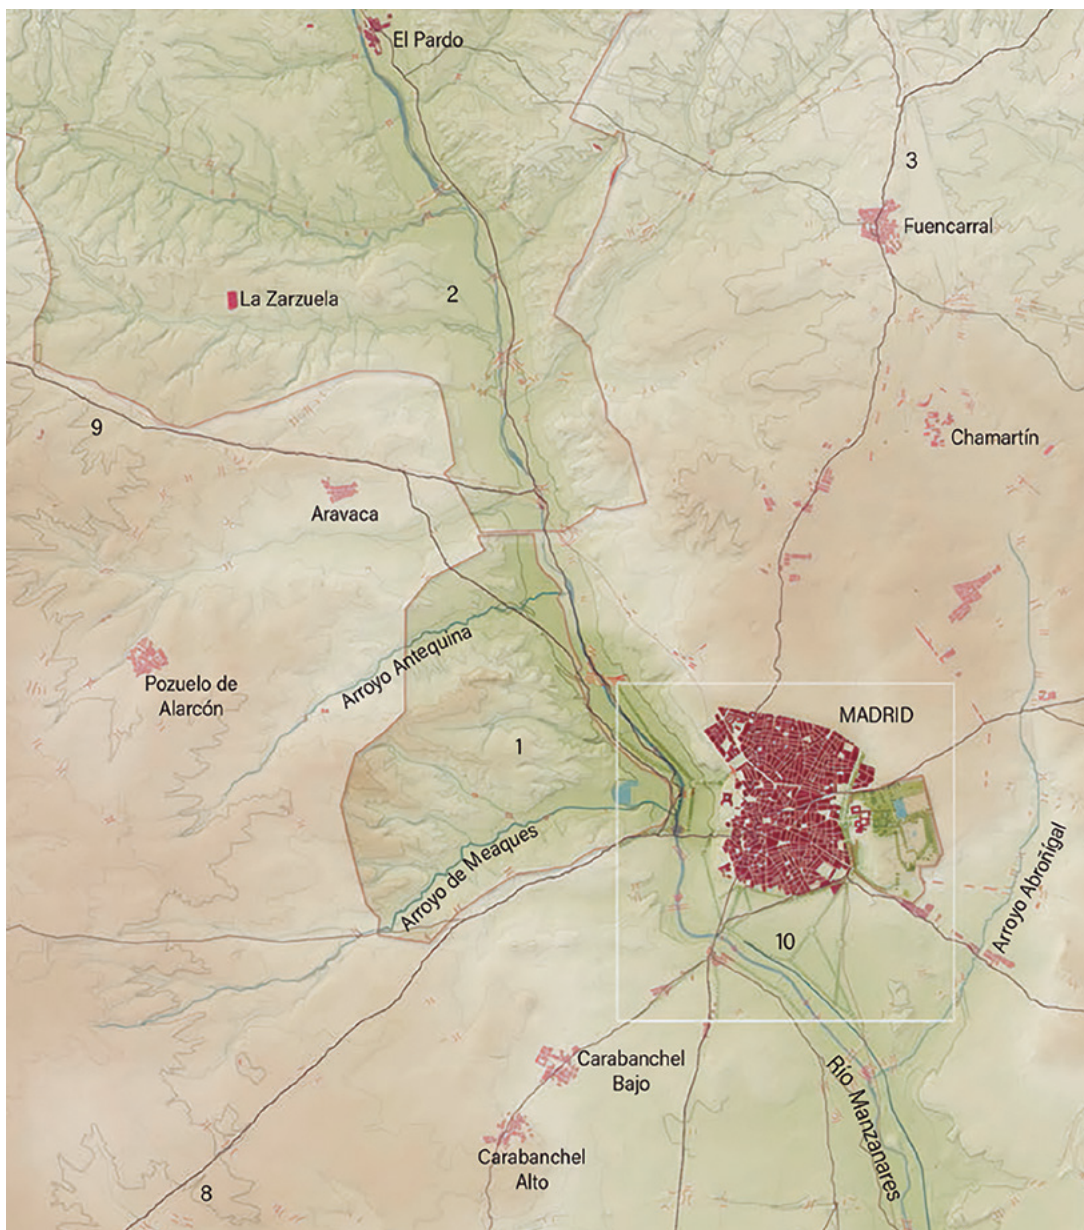 El Pardo
3
Fuencarral
La Zarzuela
2
9
Chamartín
Aravaca
Arroyo Antequina
Pozuelo de
Alarcón
MADRID
1
Arroyo de Meaques
Arroyo Abroñígal
10
Carabanchel
Bajo
Río Manzanares
Carabanchel
Alto
8